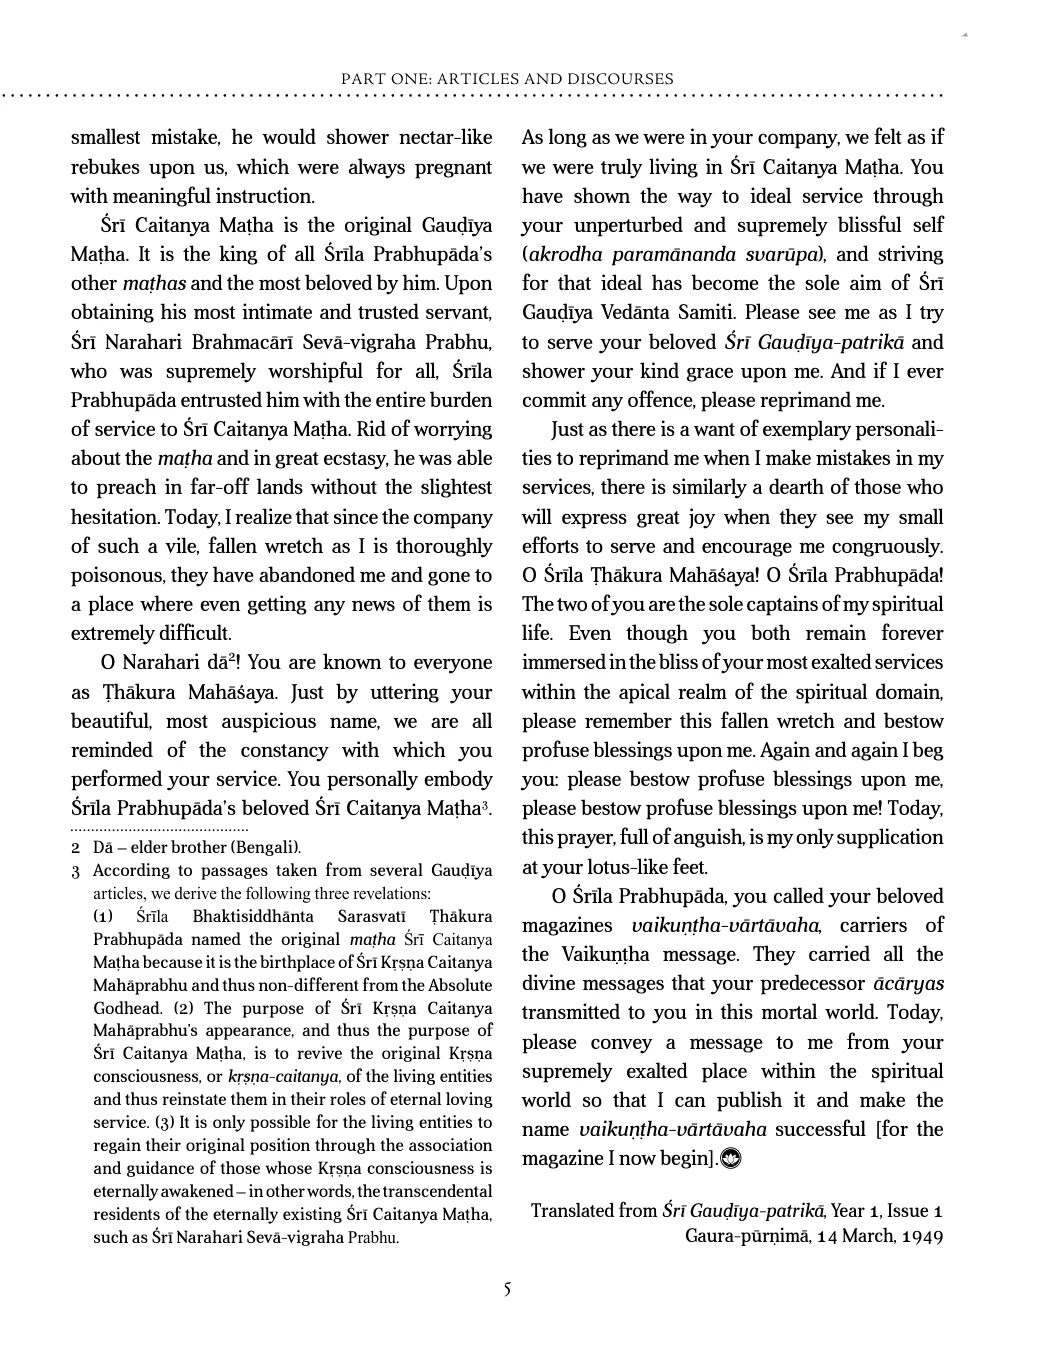 PART ONE: ARTICLES AND DISCOURSES
smallest mistake, he would shower nectar-like
rebukes upon us, which were always pregnant
with meaningful instruction.
Śrī Caitanya Maṭha is the original Gauḍīya
Maṭha. It is the king of all Śrīla Prabhupāda's
other maṭhas and the most beloved by him. Upon
obtaining his most intimate and trusted servant,
Śrī Narahari Brahmacārī Sevā-vigraha Prabhu,
who was supremely worshipful for all, Śrīla
Prabhupāda entrusted him with the entire burden
of service to Śrī Caitanya Maṭha. Rid of worrying
about the maṭha and in great ecstasy, he was able
to preach in far-off lands without the slightest
hesitation. Today, I realize that since the company
of such a vile, fallen wretch as I is thoroughly
poisonous, they have abandoned me and gone to
a place where even getting any news of them is
extremely difficult.
O Narahari dā²! You are known to everyone
as Ṭhākura Mahāśaya. Just by uttering your
beautiful, most auspicious name, we are all
reminded of the constancy with which you
performed your service. You personally embody
Śrīla Prabhupāda's beloved Śrī Caitanya Maṭha³.
2 Dā – elder brother (Bengali).
3 According to passages taken from several Gauḍīya
articles, we derive the following three revelations:
(1) Śrīla Bhaktisiddhānta Sarasvatī Ṭhākura
Prabhupāda named the original maṭha Śrī Caitanya
Maṭha because it is the birthplace of Śrī Kṛṣṇa Caitanya
Mahāprabhu and thus non-different from the Absolute
Godhead. (2) The purpose of Śrī Kṛṣṇa Caitanya
Mahāprabhu's appearance, and thus the purpose of
Śrī Caitanya Maṭha, is to revive the original Kṛṣṇa
consciousness, or kṛṣṇa-caitanya, of the living entities
and thus reinstate them in their roles of eternal loving
service. (3) It is only possible for the living entities to
regain their original position through the association
and guidance of those whose Kṛṣṇa consciousness is
eternally awakened – in other words, the transcendental
residents of the eternally existing Śrī Caitanya Maṭha,
such as Śrī Narahari Sevā-vigraha Prabhu.
As long as we were in your company, we felt as if
we were truly living in Śrī Caitanya Maṭha. You
have shown the way to ideal service through
your unperturbed and supremely blissful self
(akrodha paramānanda svarūpa), and striving
for that ideal has become the sole aim of Śrī
Gauḍīya Vedānta Samiti. Please see me as I try
to serve your beloved Śrī Gauḍīya-patrikā and
shower your kind grace upon me. And if I ever
commit any offence, please reprimand me.
Just as there is a want of exemplary personali-
ties to reprimand me when I make mistakes in my
services, there is similarly a dearth of those who
will express great joy when they see my small
efforts to serve and encourage me congruously.
O Śrīla Ṭhākura Mahāśaya! O Śrīla Prabhupāda!
The two of you are the sole captains of my spiritual
life. Even though you both remain forever
immersed in the bliss of your most exalted services
within the apical realm of the spiritual domain,
please remember this fallen wretch and bestow
profuse blessings upon me. Again and again I beg
you: please bestow profuse blessings upon me,
please bestow profuse blessings upon me! Today,
this prayer, full of anguish, is my only supplication
at your lotus-like feet.
O Śrīla Prabhupāda, you called your beloved
magazines vaikuṇṭha-vārtāvaha, carriers of
the Vaikuṇṭha message. They carried all the
divine messages that your predecessor ācāryas
transmitted to you in this mortal world. Today,
please convey a message to me from your
supremely exalted place within the spiritual
world so that I can publish it and make the
name vaikuṇṭha-vārtāvaha successful [for the
magazine I now begin].
Translated from Śrī Gauḍīya-patrikā, Year 1, Issue 1
Gaura-pūrṇimā, 14 March, 1949
5